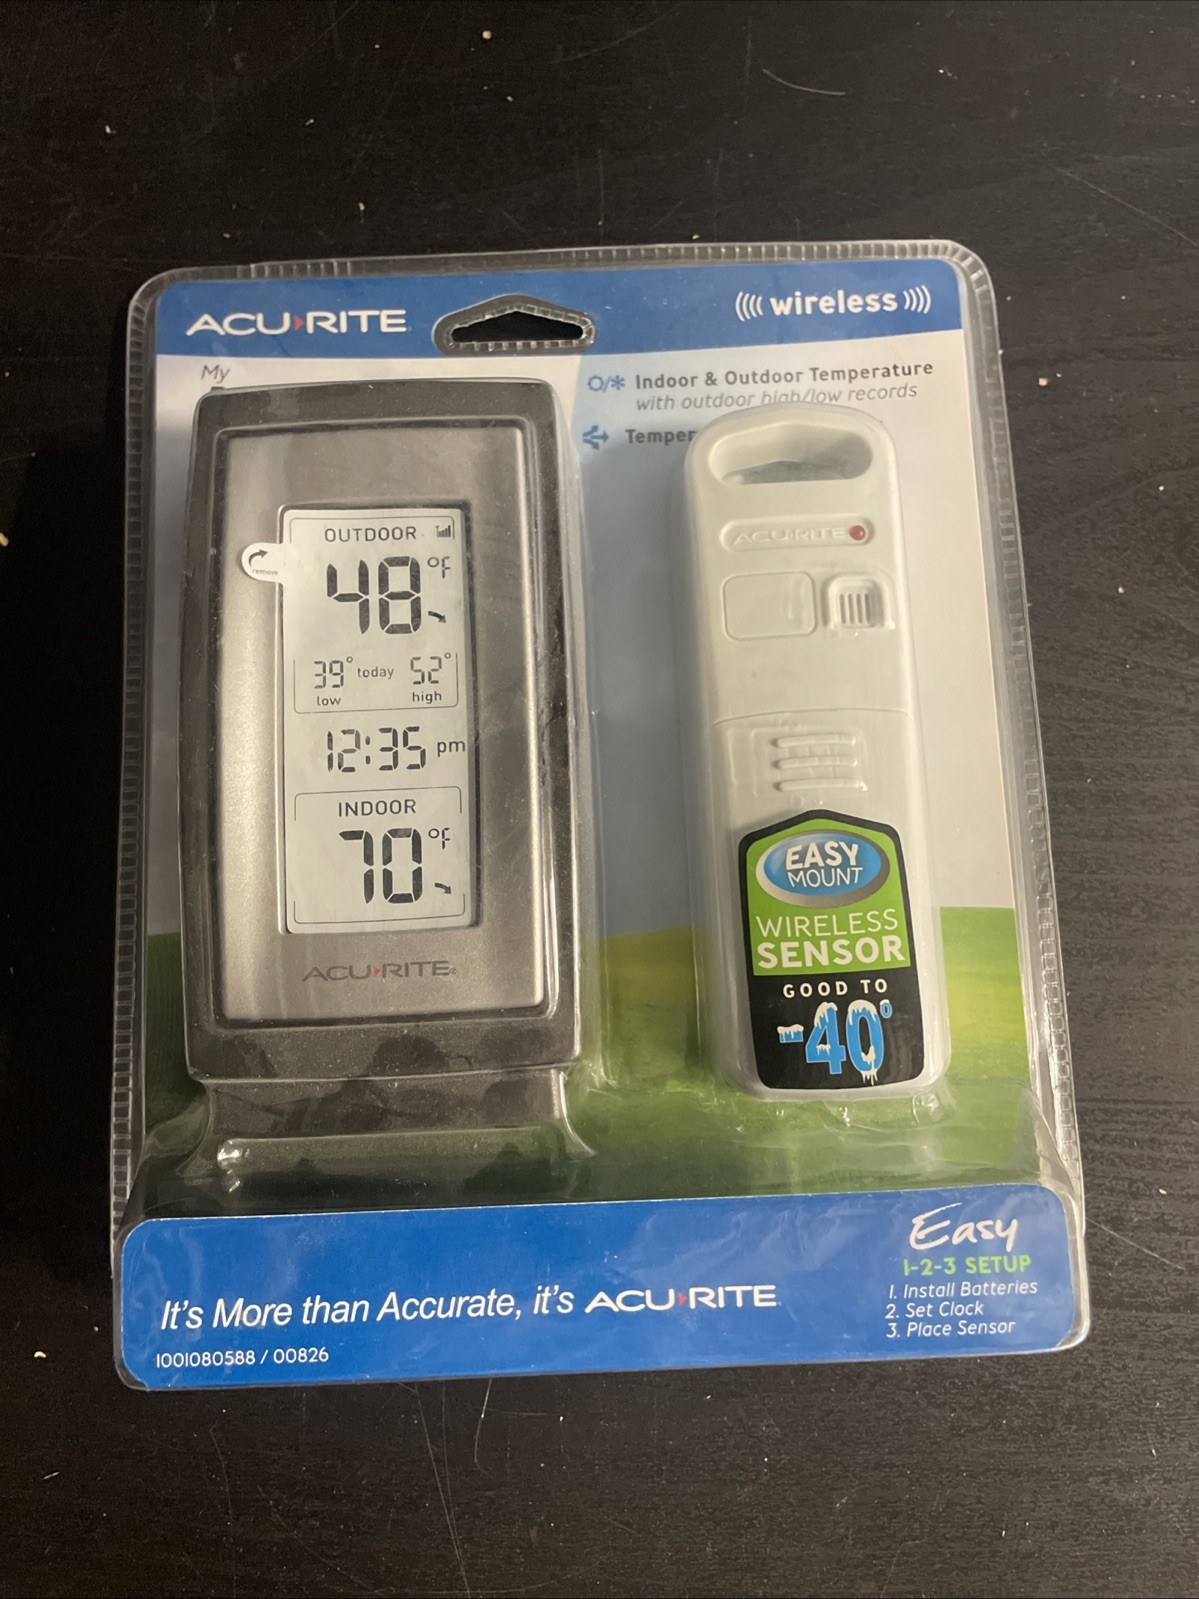 ACU RITE
((((wireless))))
My
Indoor & Outdoor Temperature
with outdoor high/low records
Temper
OUTDOOR
remove
48°F
39° today 52°
low high
12:35 pm
INDOOR
70°F
ACU RITE®
ACU RITE
EASY
MOUNT
WIRELESS
SENSOR
GOOD TO
-40°
It's More than Accurate, it's ACU RITE
1001080588 / 00826
Easy
1-2-3 SETUP
1. Install Batteries
2. Set Clock
3. Place Sensor